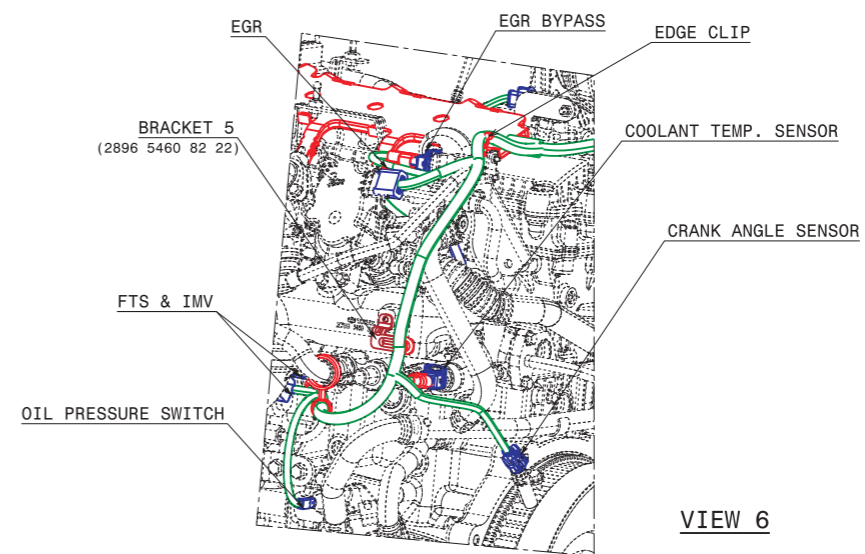 EGR
EGR BYPASS
EDGE CLIP
BRACKET 5
(2896 5460 82 22)
COOLANT TEMP. SENSOR
CRANK ANGLE SENSOR
FTS & IMV
OIL PRESSURE SWITCH
VIEW 6